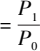 = P₁/P₀